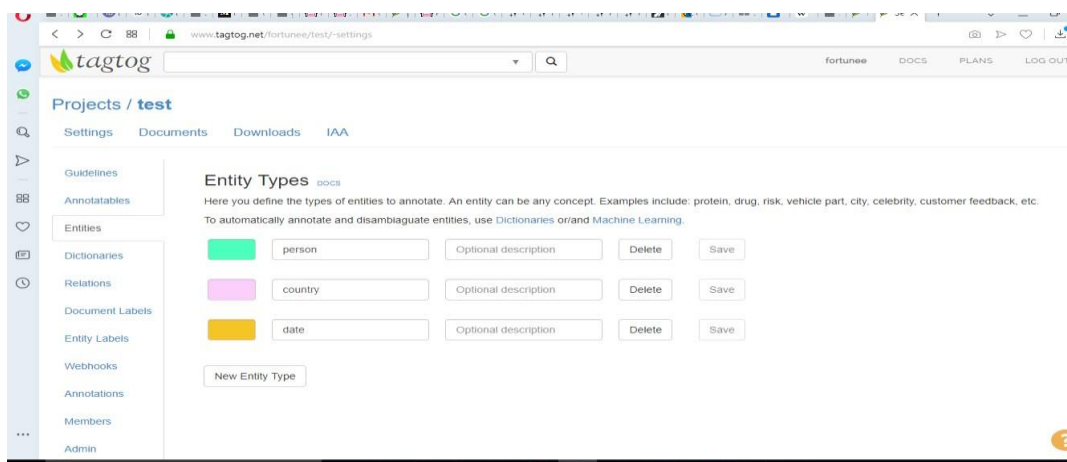 www.tagtog.net/fortunee/test/-settings
tagtog
fortunee DOCS PLANS LOG OUT
Projects / test
Settings Documents Downloads IAA
Guidelines
Annotatables
Entities
Dictionaries
Relations
Document Labels
Entity Labels
Webhooks
Annotations
Members
Admin
Entity Types DOCS
Here you define the types of entities to annotate. An entity can be any concept. Examples include: protein, drug, risk, vehicle part, city, celebrity, customer feedback, etc.
To automatically annotate and disambiaguate entities, use Dictionaries or/and Machine Learning.
person Optional description Delete Save
country Optional description Delete Save
date Optional description Delete Save
New Entity Type
?